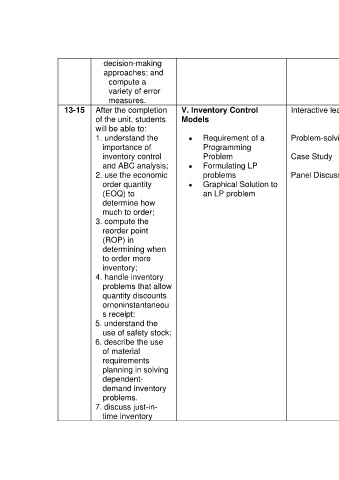 decision-making
approaches; and
compute a
variety of error
measures.
13-15
After the completion
of the unit, students
will be able to:
1. understand the
importance of
inventory control
and ABC analysis;
2. use the economic
order quantity
(EOQ) to
determine how
much to order;
3. compute the
reorder point
(ROP) in
determining when
to order more
inventory;
4. handle inventory
problems that allow
quantity discounts
ornoninstantaneou
s receipt;
5. understand the
use of safety stock;
6. describe the use
of material
requirements
planning in solving
dependent-
demand inventory
problems.
7. discuss just-in-
time inventory
V. Inventory Control
Models
• Requirement of a
Programming
Problem
• Formulating LP
problems
• Graphical Solution to
an LP problem
Interactive
Case Study
Panel